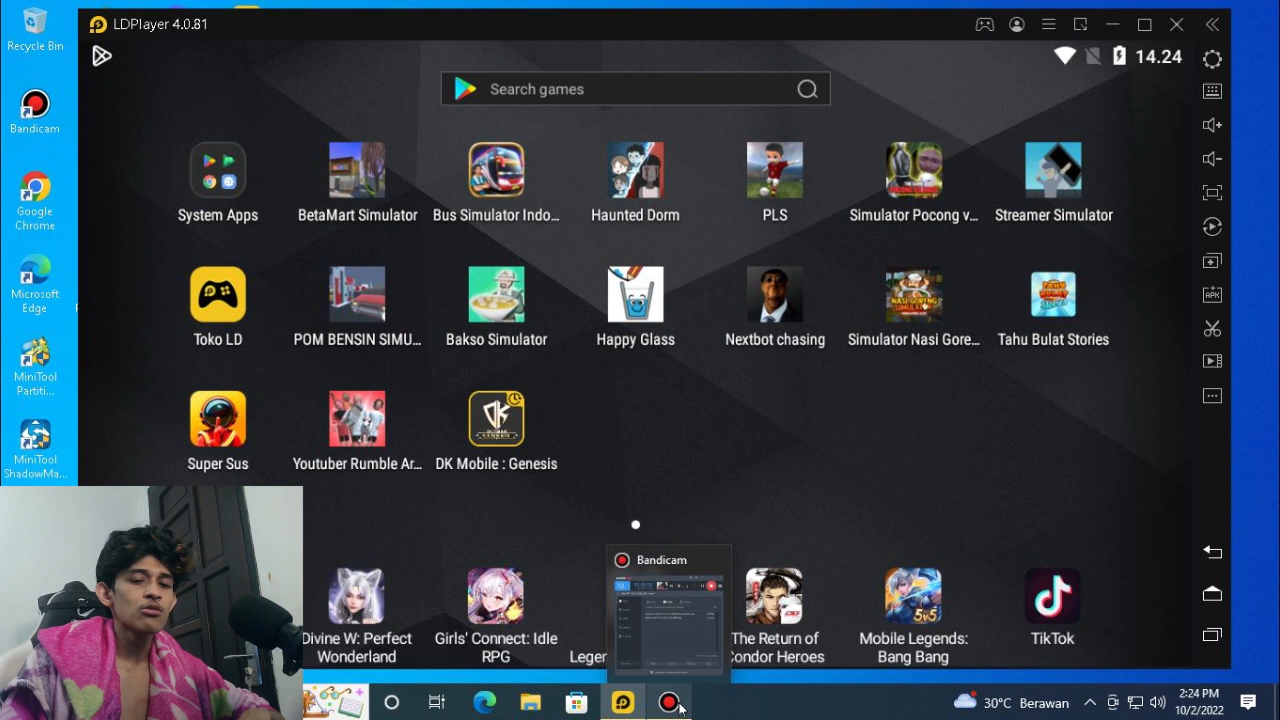 Recycle Bin
Bandicam
Google
Chrome
Microsoft
Edge
MiniTool
Partiti...
MiniTool
ShadowMa...
LDPlayer 4.0.81
14.24
Search games
System Apps
BetaMart Simulator
Bus Simulator Indo...
Haunted Dorm
PLS
Simulator Pocong v...
Streamer Simulator
Toko LD
POM BENSIN SIMU...
Bakso Simulator
Happy Glass
Nextbot chasing
Simulator Nasi Gore...
Tahu Bulat Stories
Super Sus
Youtuber Rumble Ar...
DK Mobile : Genesis
APK
Bandicam
Divine W: Perfect
Wonderland
Girls' Connect: Idle
RPG
Legen
The Return of
Condor Heroes
Mobile Legends:
Bang Bang
TikTok
30°C Berawan
2:24 PM
10/2/2022